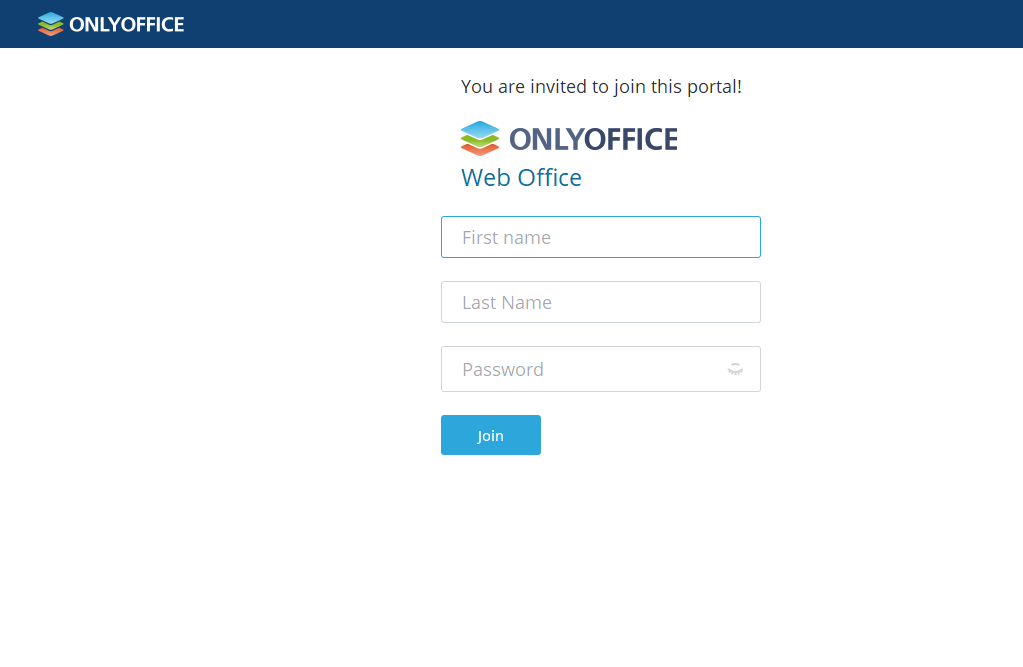 ONLYOFFICE
You are invited to join this portal!
ONLYOFFICE
Web Office
First name
Last Name
Password
Join